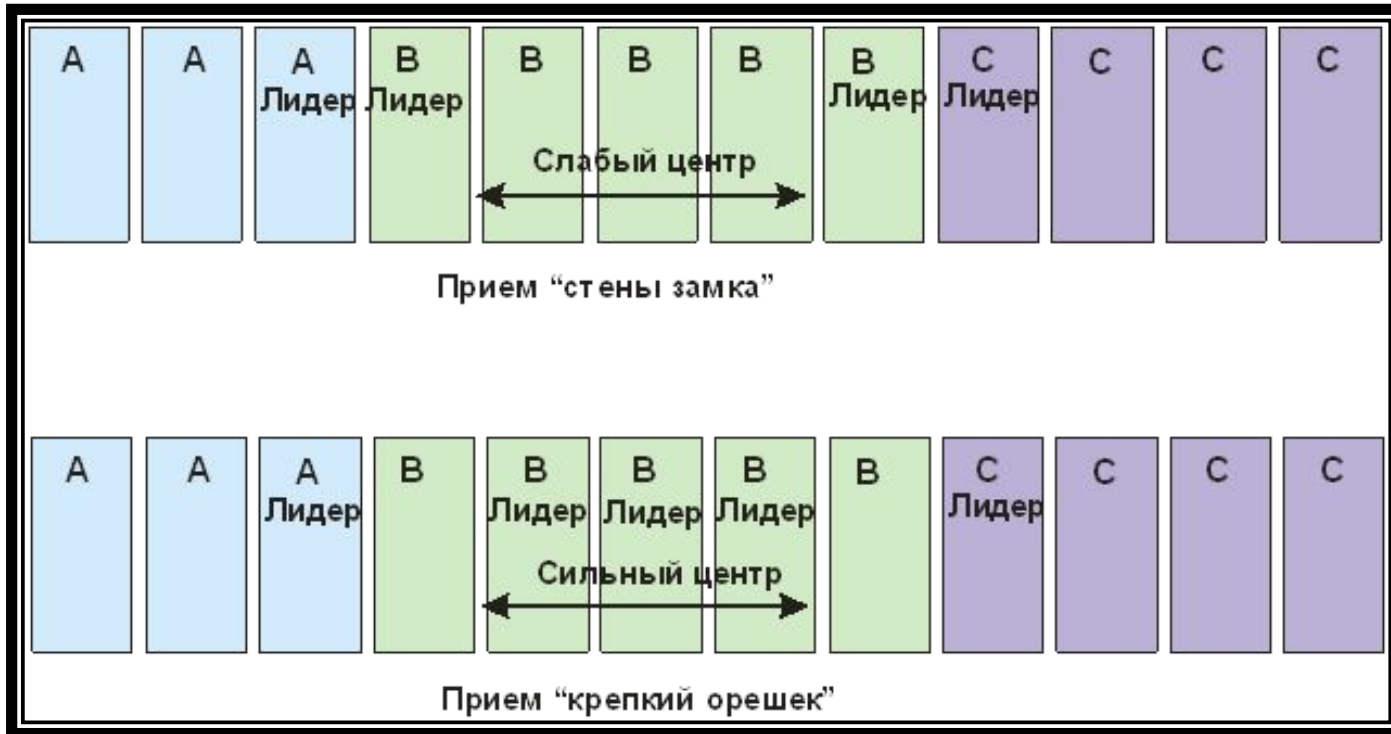 A A A B B B B B C C C C
Лидер Лидер Лидер Лидер
Слабый центр
Прием “стены замка”
A A A B B B B B C C C C
Лидер Лидер Лидер Лидер Лидер
Сильный центр
Прием “крепкий орешек”